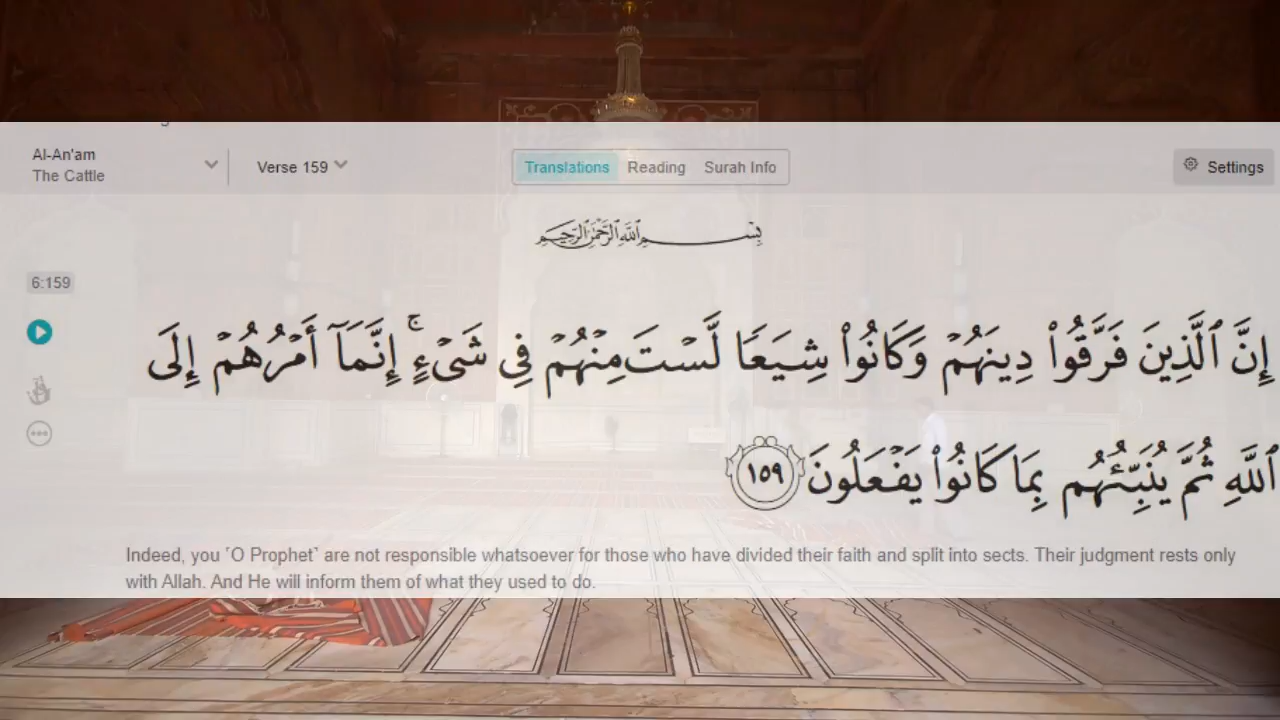 Al-An'am
The Cattle
Verse 159
Translations Reading Surah Info
Settings
بِسْمِ ٱللَّهِ ٱلرَّحْمَٰنِ ٱلرَّحِيمِ
6:159
إِنَّ ٱلَّذِينَ فَرَّقُوا۟ دِينَهُمْ وَكَانُوا۟ شِيَعًا لَّسْتَ مِنْهُمْ فِى شَىْءٍ ۚ إِنَّمَآ أَمْرُهُمْ إِلَى
ٱللَّهِ ثُمَّ يُنَبِّئُهُم بِمَا كَانُوا۟ يَفْعَلُونَ ١٥٩
Indeed, you ˹O Prophet˺ are not responsible whatsoever for those who have divided their faith and split into sects. Their judgment rests only
with Allah. And He will inform them of what they used to do.